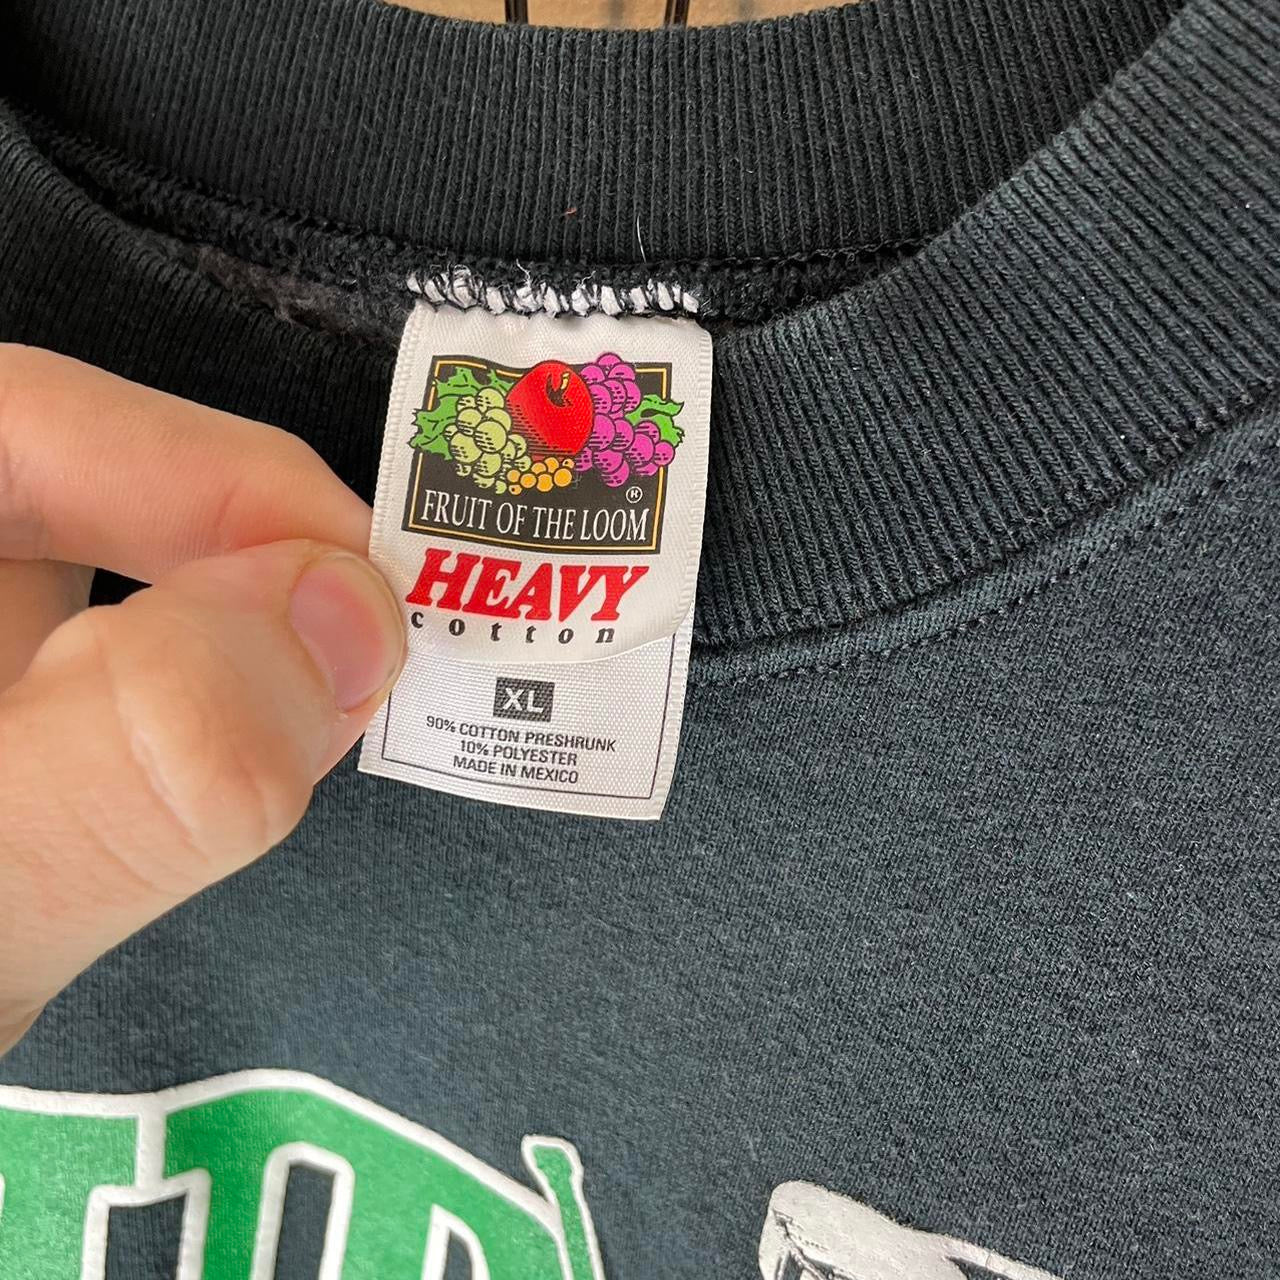 FRUIT OF THE LOOM ®
HEAVY
cotton
XL
90% COTTON PRESHRUNK
10% POLYESTER
MADE IN MEXICO